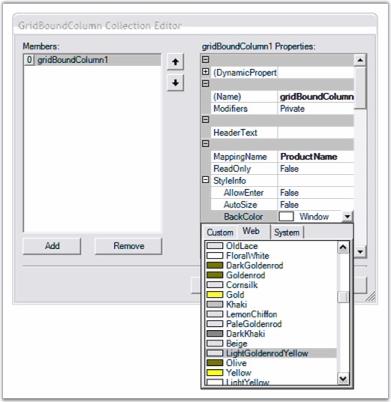 GridBoundColumn Collection Editor
Members:
gridBoundColumn1 Properties:
0 gridBoundColumn1
(DynamicPropert
(Name) gridBoundColumn
Modifiers Private
HeaderText
MappingName ProductName
ReadOnly False
StyleInfo
AllowEnter False
AutoSize False
BackColor Window
Add Remove
Custom Web System
OldLace
FloralWhite
DarkGoldenrod
Goldenrod
Cornsilk
Gold
Khaki
LemonChiffon
PaleGoldenrod
DarkKhaki
Beige
LightGoldenrodYellow
Olive
Yellow
LightYellow